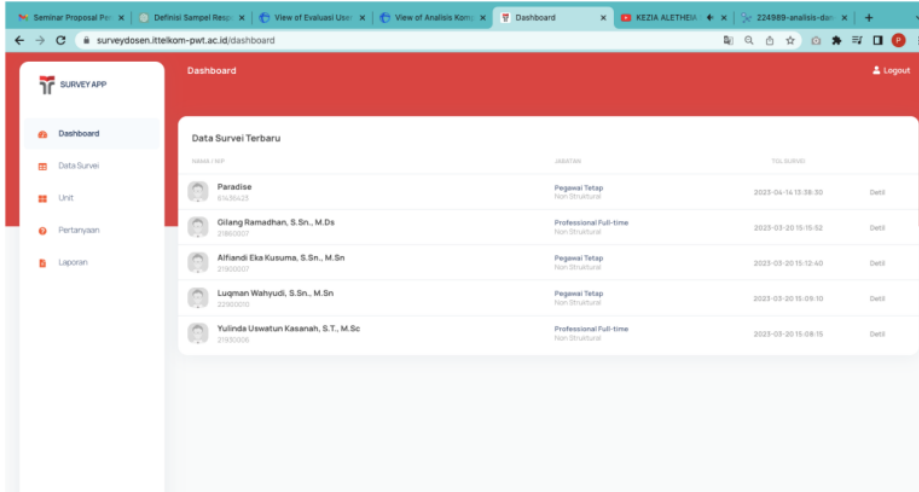 Seminar Proposal Per
Definisi Sampel Resp
View of Evaluasi User
View of Analisis Komp
Dashboard
KEZIA ALETHEIA
224989-analisis-dan
surveydosen.ittelkom-pwt.ac.id/dashboard
P
SURVEY APP
Dashboard
Logout
Dashboard
Data Survei
Unit
Pertanyaan
Laporan
Data Survei Terbaru
NAMA / NIP JABATAN TGL SURVEI
Paradise Pegawai Tetap
61436423 Non Struktural 2023-04-14 13:38:30 Detil
Gilang Ramadhan, S.Sn., M.Ds Professional Full-time
21860007 Non Struktural 2023-03-20 15:15:52 Detil
Alfiandi Eka Kusuma, S.Sn., M.Sn Pegawai Tetap
21900007 Non Struktural 2023-03-20 15:12:40 Detil
Luqman Wahyudi, S.Sn., M.Sn Pegawai Tetap
22900010 Non Struktural 2023-03-20 15:09:10 Detil
Yulinda Uswatun Kasanah, S.T., M.Sc Professional Full-time
21930006 Non Struktural 2023-03-20 15:08:15 Detil